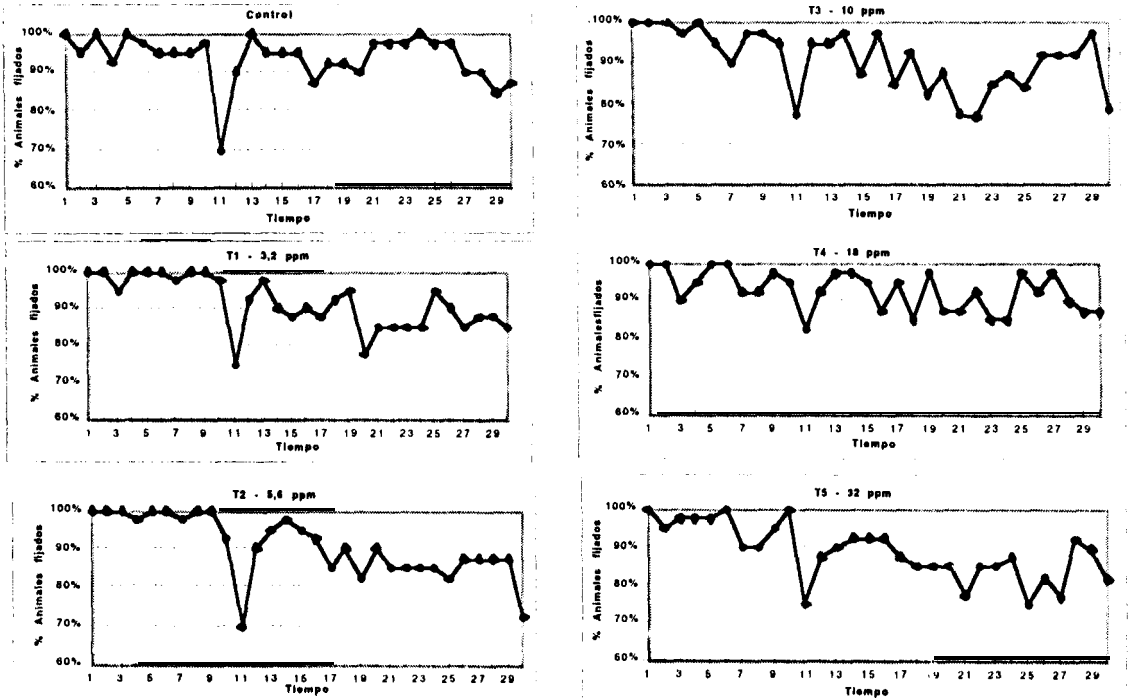 Control
% Animales fijados
100%
90%
80%
70%
60%
1 3 5 7 9 11 13 15 17 19 21 23 25 27 29
Tiempo
T1 - 3,2 ppm
% Animales fijados
100%
90%
80%
70%
60%
1 3 5 7 9 11 13 15 17 19 21 23 25 27 29
Tiempo
T2 - 5,6 ppm
% Animales fijados
100%
90%
80%
70%
60%
1 3 5 7 9 11 13 15 17 19 21 23 25 27 29
Tiempo
T3 - 10 ppm
% Animales fijados
100%
90%
80%
70%
60%
1 3 5 7 9 11 13 15 17 19 21 23 25 27 29
Tiempo
T4 - 18 ppm
% Animales fijados
100%
90%
80%
70%
60%
1 3 5 7 9 11 13 15 17 19 21 23 25 27 29
Tiempo
T5 - 32 ppm
% Animales fijados
100%
90%
80%
70%
60%
1 3 5 7 9 11 13 15 17 19 21 23 25 27 29
Tiempo